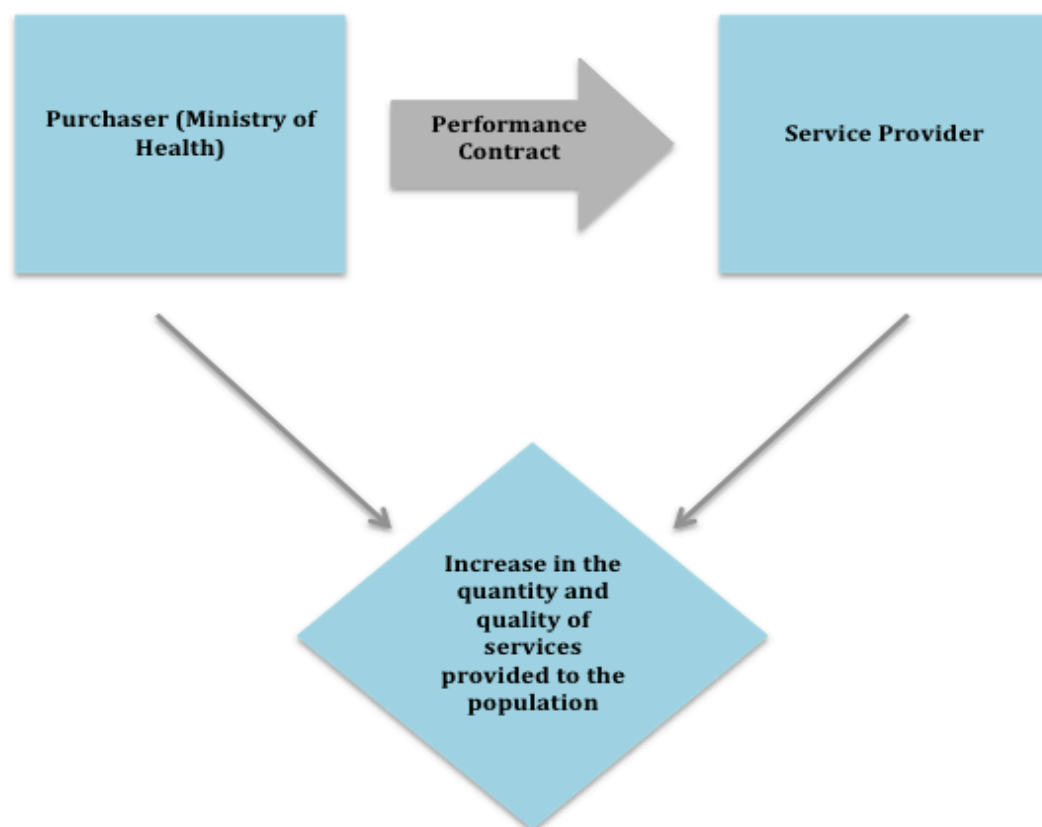 Purchaser (Ministry of
Health)
Performance
Contract
Service Provider
Increase in the
quantity and
quality of
services
provided to the
population